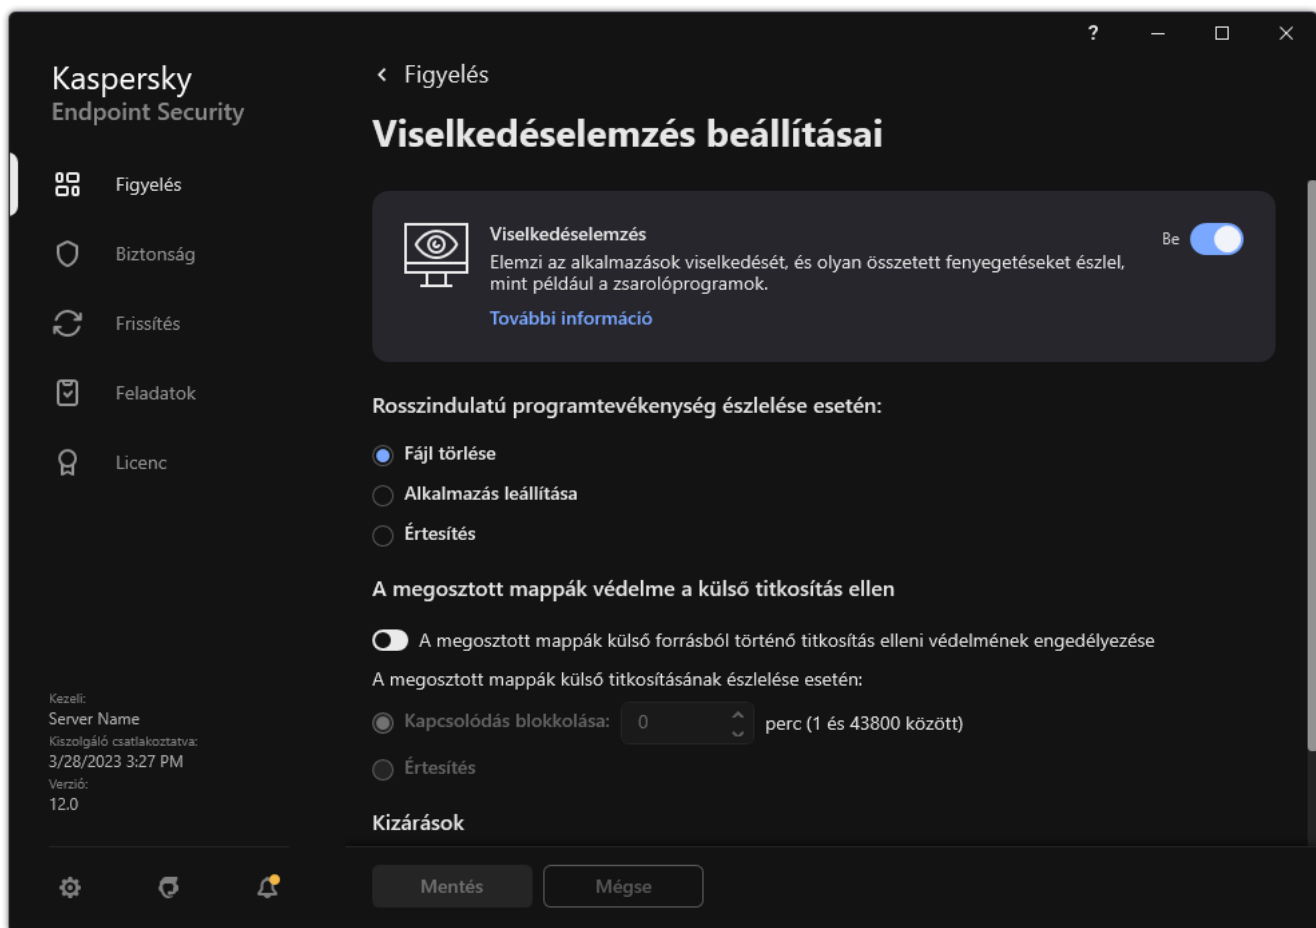 ?
Kaspersky
Endpoint Security
Figyelés
Biztonság
Frissítés
Feladatok
Licenc
Kezeli:
Server Name
Kiszolgáló csatlakoztatva:
3/28/2023 3:27 PM
Verzió:
12.0
Figyelés
Viselkedéselemzés beállításai
Viselkedéselemzés
Be
Elemzi az alkalmazások viselkedését, és olyan összetett fenyegetéseket észlel,
mint például a zsarolóprogramok.
További információ
Rosszindulatú programtevékenység észlelése esetén:
Fájl törlése
Alkalmazás leállítása
Értesítés
A megosztott mappák védelme a külső titkosítás ellen
A megosztott mappák külső forrásból történő titkosítás elleni védelmének engedélyezése
A megosztott mappák külső titkosításának észlelése esetén:
Kapcsolódás blokkolása: 0 perc (1 és 43800 között)
Értesítés
Kizárások
Mentés Mégse